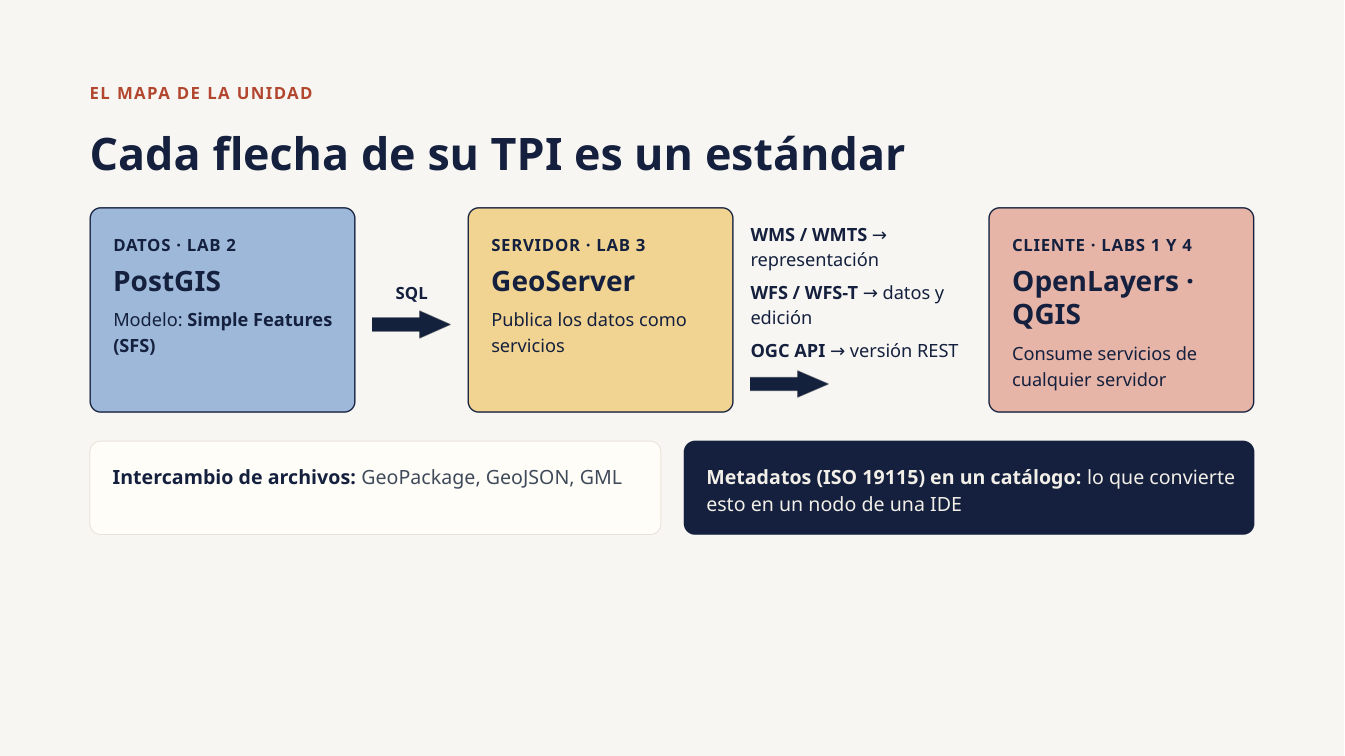 EL MAPA DE LA UNIDAD
Cada flecha de su TPI es un estándar
DATOS · LAB 2
PostGIS
Modelo: Simple Features
(SFS)
SQL
SERVIDOR · LAB 3
GeoServer
Publica los datos como
servicios
WMS / WMTS →
representación
WFS / WFS-T → datos y
edición
OGC API → versión REST
CLIENTE · LABS 1 Y 4
OpenLayers ·
QGIS
Consume servicios de
cualquier servidor
Intercambio de archivos: GeoPackage, GeoJSON, GML
Metadatos (ISO 19115) en un catálogo: lo que convierte
esto en un nodo de una IDE